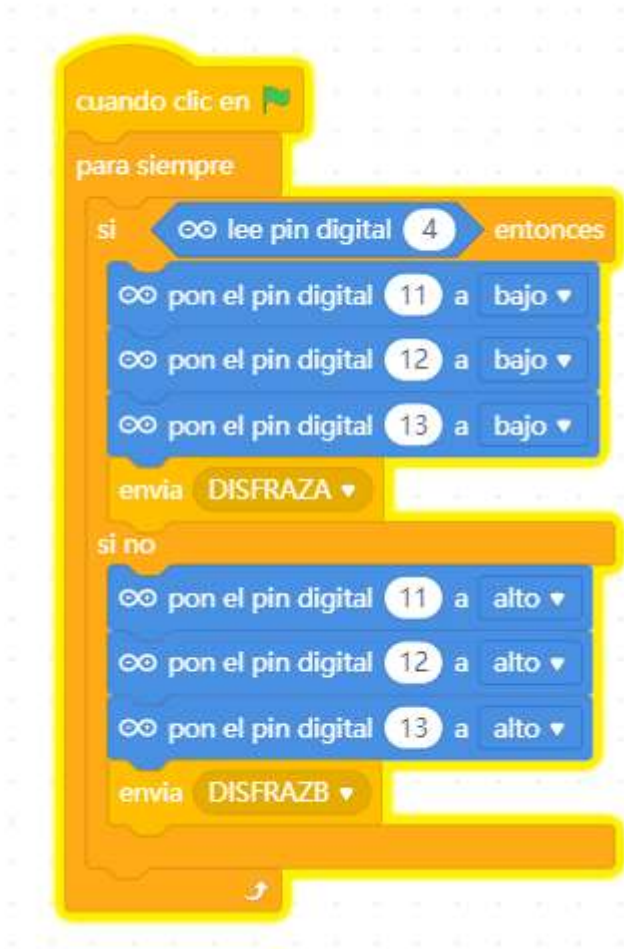 cuando clic en
para siempre
si lee pin digital 4 entonces
pon el pin digital 11 a bajo
pon el pin digital 12 a bajo
pon el pin digital 13 a bajo
envia DISFRAZA
si no
pon el pin digital 11 a alto
pon el pin digital 12 a alto
pon el pin digital 13 a alto
envia DISFRAZB